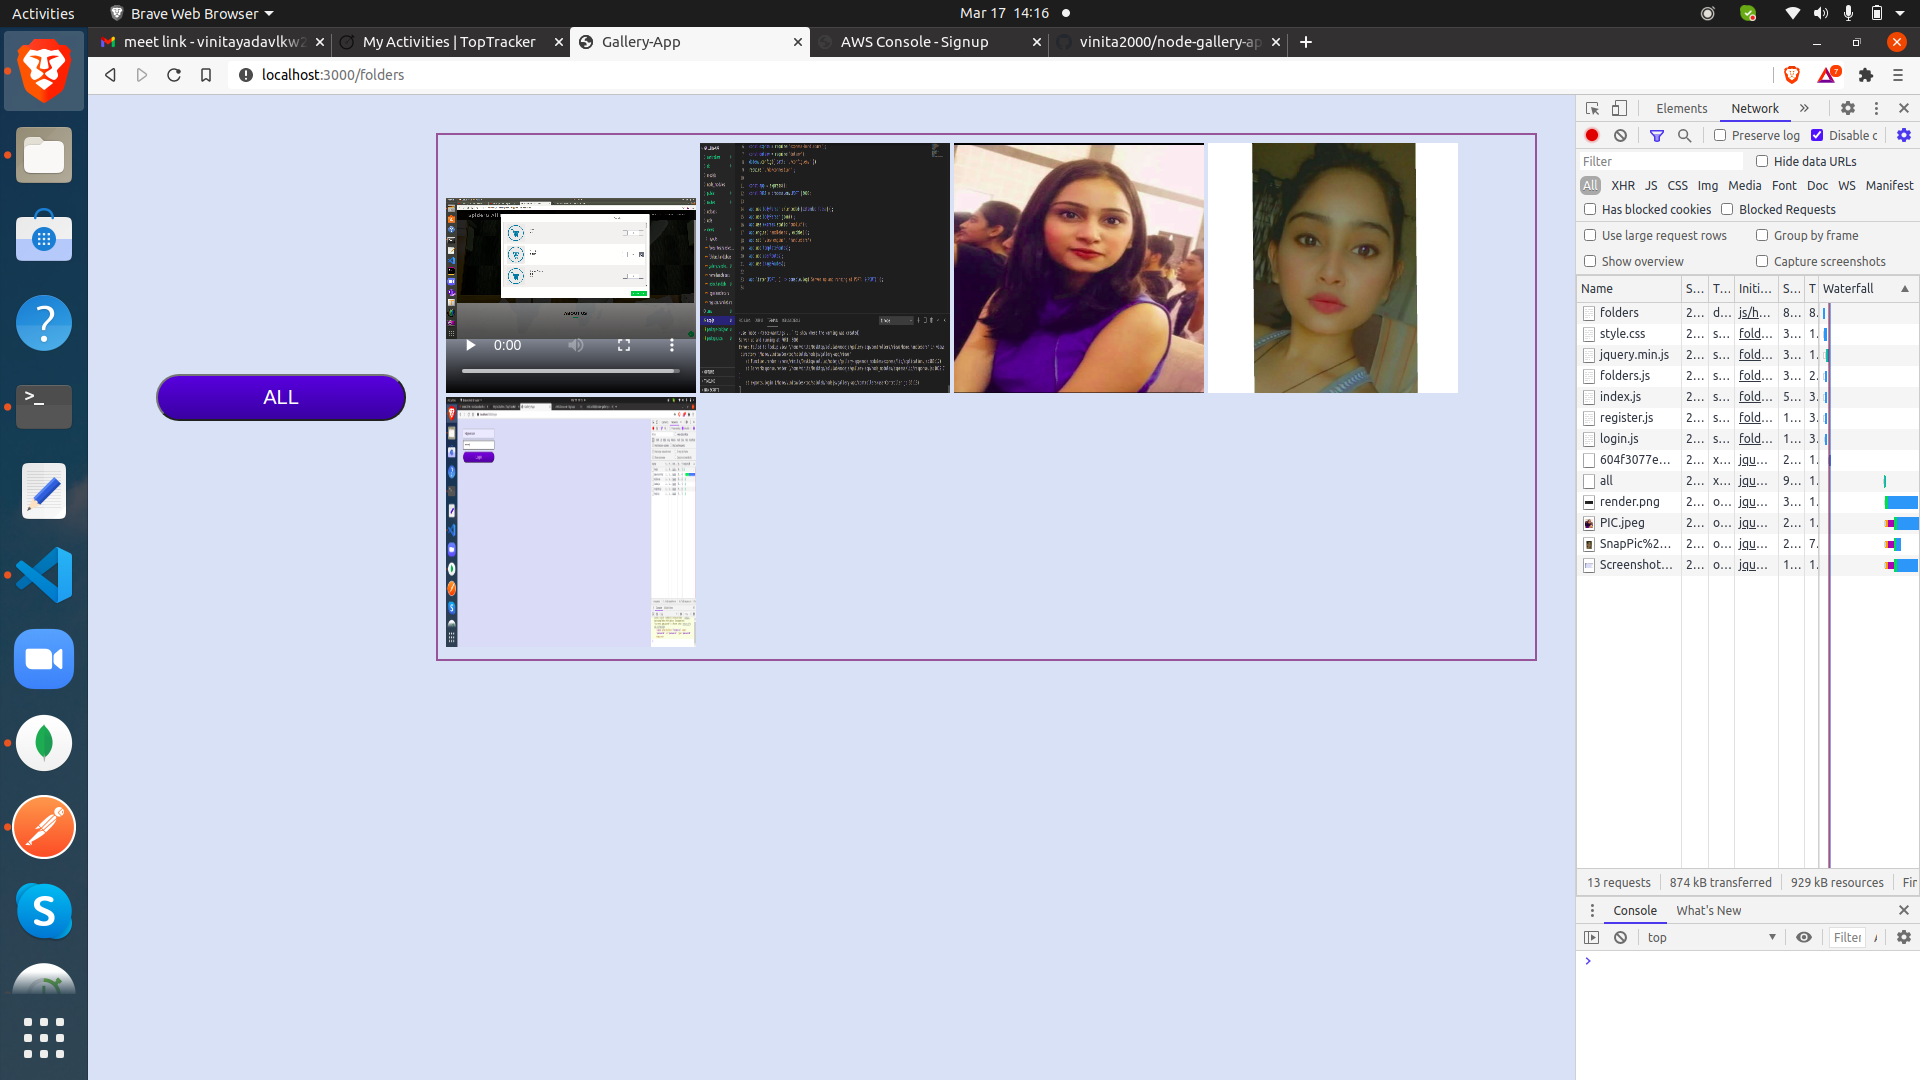 Activities
Brave Web Browser
Mar 17 14:16
meet link - vinitayadavlkw2
My Activities | TopTracker
Gallery-App
AWS Console - Signup
vinita2000/node-gallery-ap
localhost:3000/folders
7
ALL
0:00
ABOUT US
Elements
Network
Preserve log
Disable c
Filter
Hide data URLs
All
XHR
JS
CSS
Img
Media
Font
Doc
WS
Manifest
Has blocked cookies
Blocked Requests
Use large request rows
Group by frame
Show overview
Capture screenshots
Name S... T... Initi... S... T Waterfall
folders 2... d... js/h... 8... 8.
style.css 2... s... fold... 3... 1.
jquery.min.js 2... s... fold... 3... 1.
folders.js 2... s... fold... 3... 2.
index.js 2... s... fold... 5... 3.
register.js 2... s... fold... 1... 3.
login.js 2... s... fold... 1... 3.
604f3077e... 2... x... jqu... 2... 1.
all 2... x... jqu... 9... 1.
render.png 2... o... jqu... 3... 1.
PIC.jpeg 2... o... jqu... 2... 1.
SnapPic%2... 2... o... jqu... 2... 7.
Screenshot... 2... o... jqu... 1... 1.
13 requests
874 kB transferred
929 kB resources
Fir
Console
What's New
top
Filter